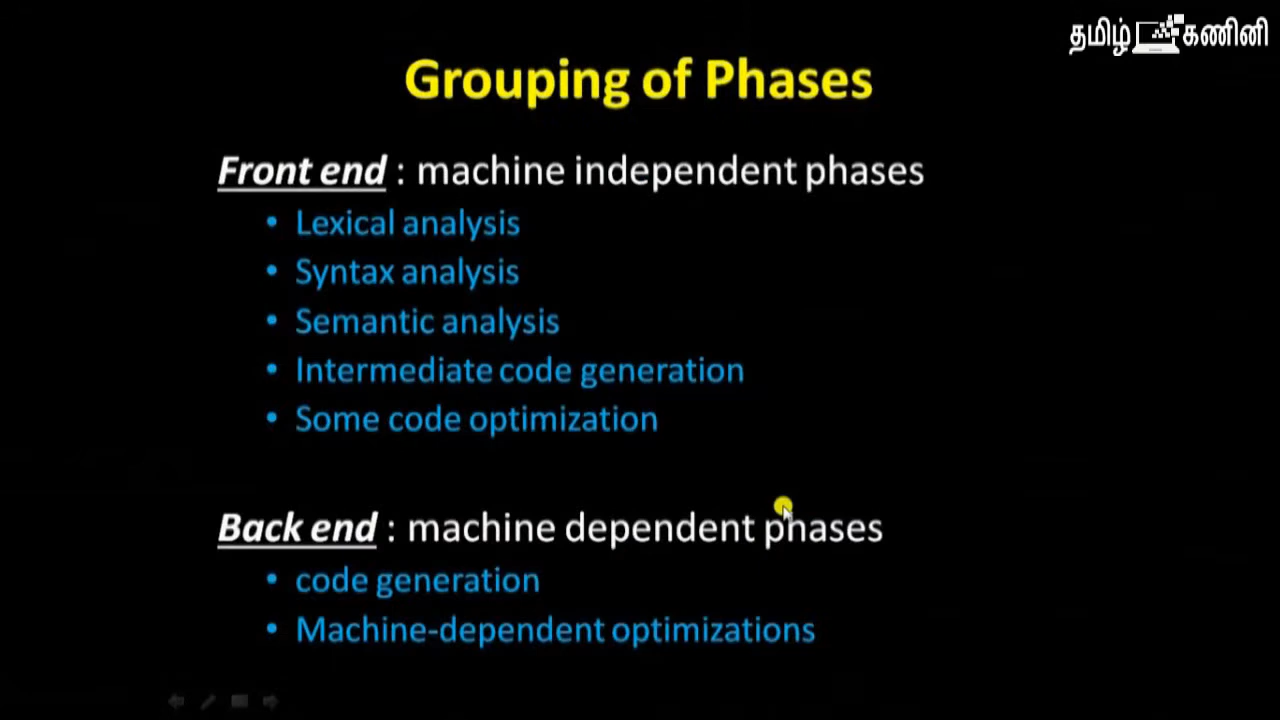 தமிழ் கணினி
Grouping of Phases
Front end : machine independent phases
• Lexical analysis
• Syntax analysis
• Semantic analysis
• Intermediate code generation
• Some code optimization
Back end : machine dependent phases
• code generation
• Machine-dependent optimizations